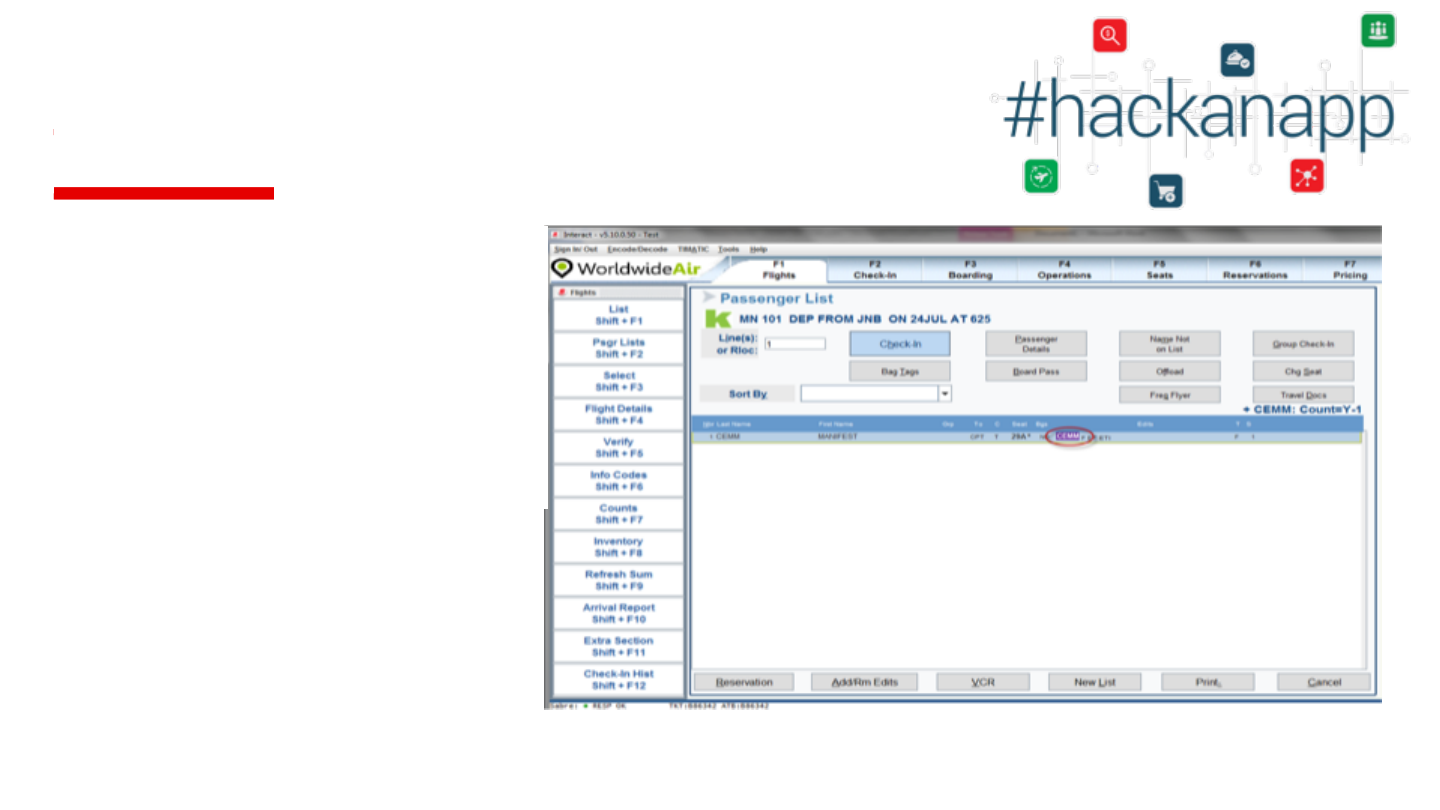 #hackanapp
Interact - v5.10.0.50 - Test
Sign In/ Out Encode/Decode TIMATIC Tools Help
WorldwideAir
F1 Flights
F2 Check-In
F3 Boarding
F4 Operations
F5 Seats
F6 Reservations
F7 Pricing
Flights
List
Shift + F1
Psgr Lists
Shift + F2
Select
Shift + F3
Flight Details
Shift + F4
Verify
Shift + F5
Info Codes
Shift + F6
Counts
Shift + F7
Inventory
Shift + F8
Refresh Sum
Shift + F9
Arrival Report
Shift + F10
Extra Section
Shift + F11
Check-In Hist
Shift + F12
Passenger List
MN 101 DEP FROM JNB ON 24JUL AT 625
Line(s):
or Rloc:
1
Check-In
Passenger
Details
Name Not
on List
Group Check-In
Bag Tags
Board Pass
Offload
Chg Seat
Sort By
Freq Flyer
Travel Docs
+ CEMM: Count=Y-1
Nbr Last Name First Name Grp To C Seat Bgs Edits T S
1 CEMM MANIFEST CPT Y 29A* CEMM F 1
Reservation
Add/Rm Edits
VCR
New List
Print
Cancel
Sabre: RESP OK TKT:B86342 ATB:B86342